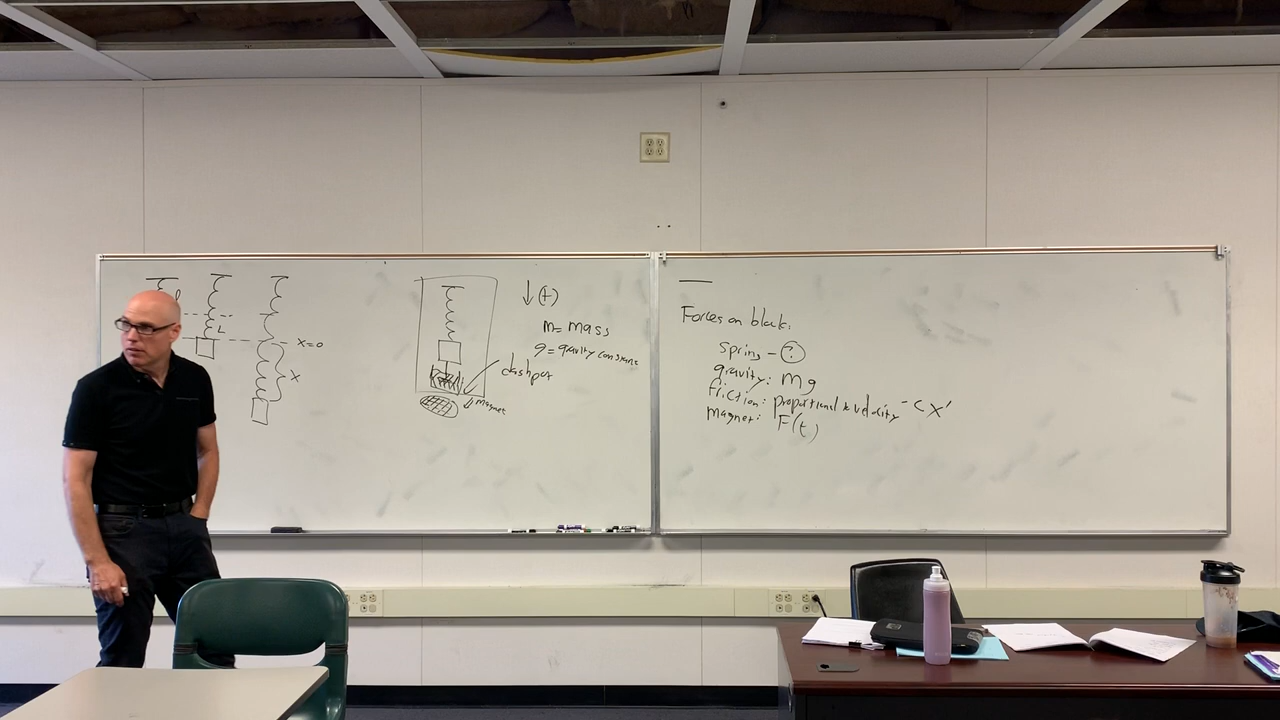 L
x=0
x
↓(+)
m= mass
g= gravity constant
dashpot
↓ magnet
Forces on block:
spring – ?
gravity: mg
friction: proportional to velocity -cx'
magnet: F(t)